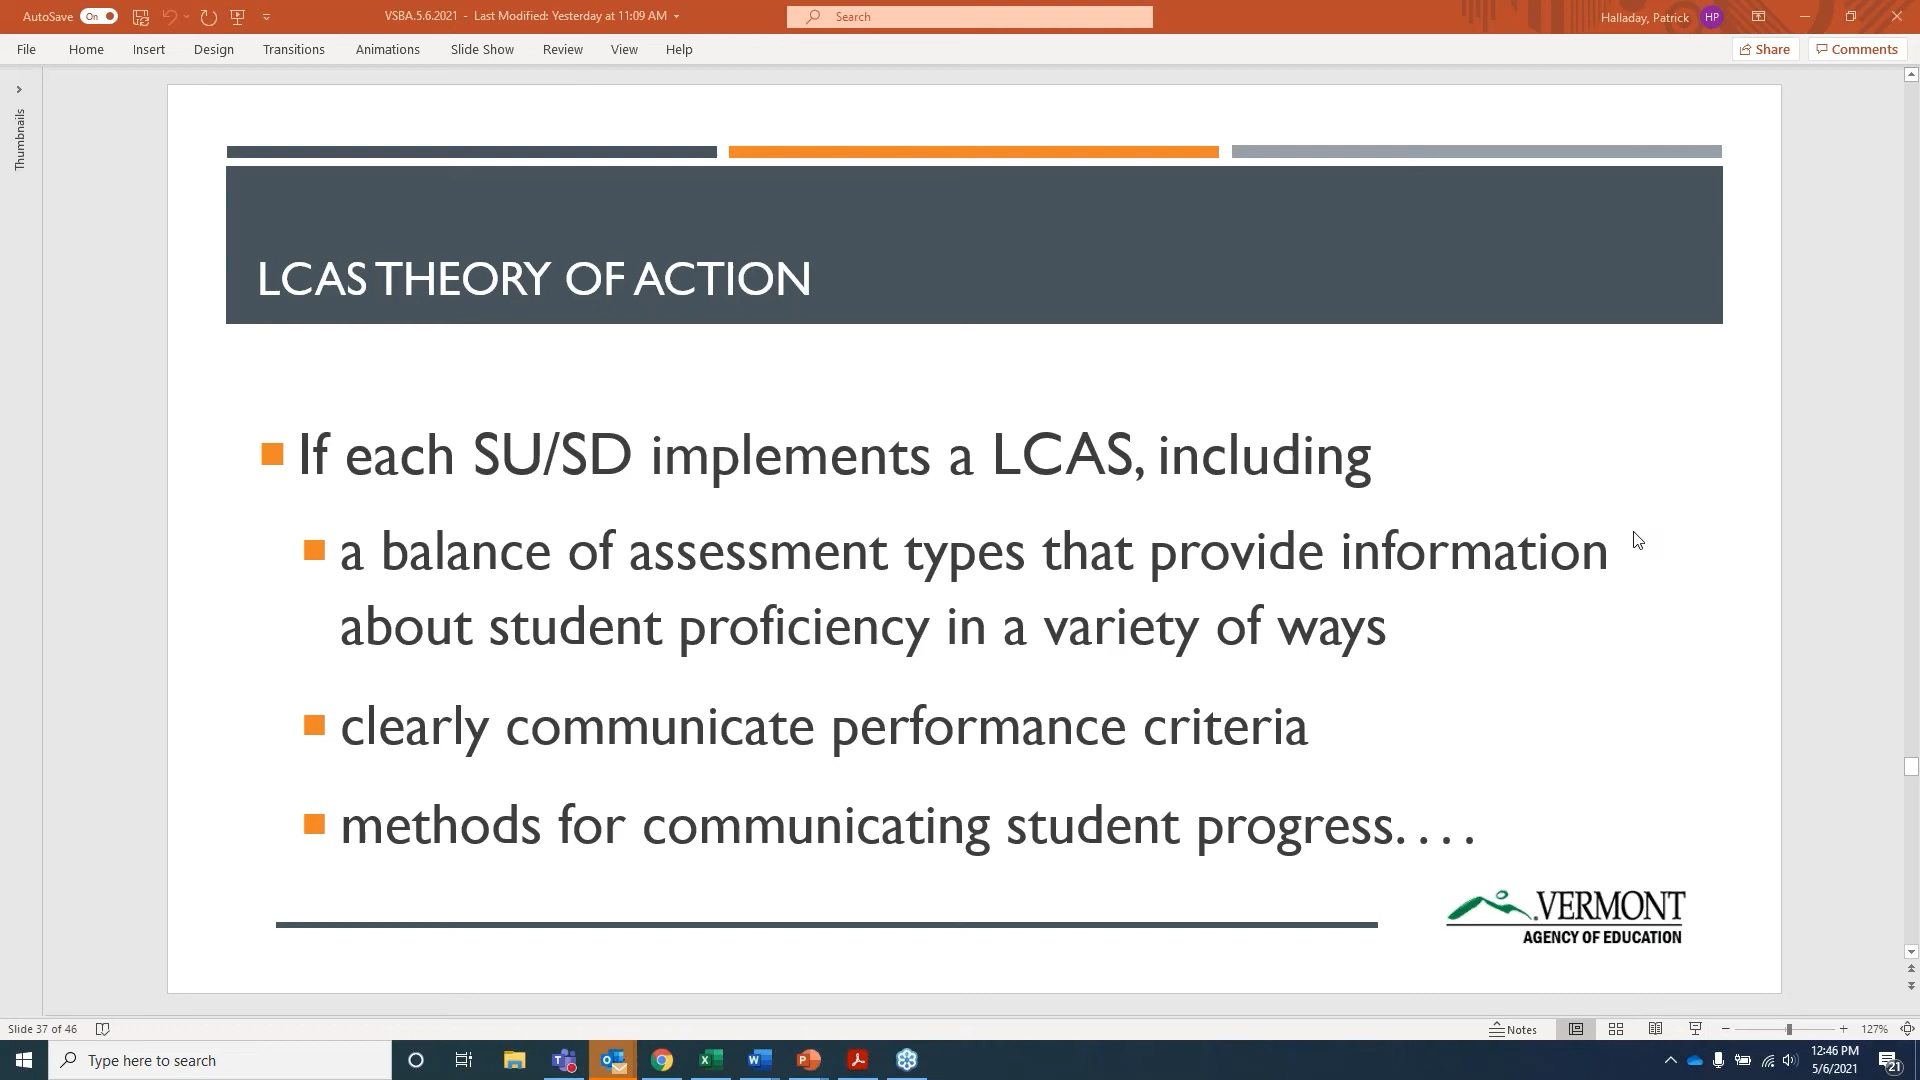 AutoSave On VSBA.5.6.2021 - Last Modified: Yesterday at 11:09 AM Search Halladay, Patrick HP
File Home Insert Design Transitions Animations Slide Show Review View Help Share Comments
Thumbnails
LCAS THEORY OF ACTION
If each SU/SD implements a LCAS, including
a balance of assessment types that provide information
about student proficiency in a variety of ways
clearly communicate performance criteria
methods for communicating student progress. . . .
VERMONT
AGENCY OF EDUCATION
Slide 37 of 46 Notes 127%
Type here to search 12:46 PM
5/6/2021 21